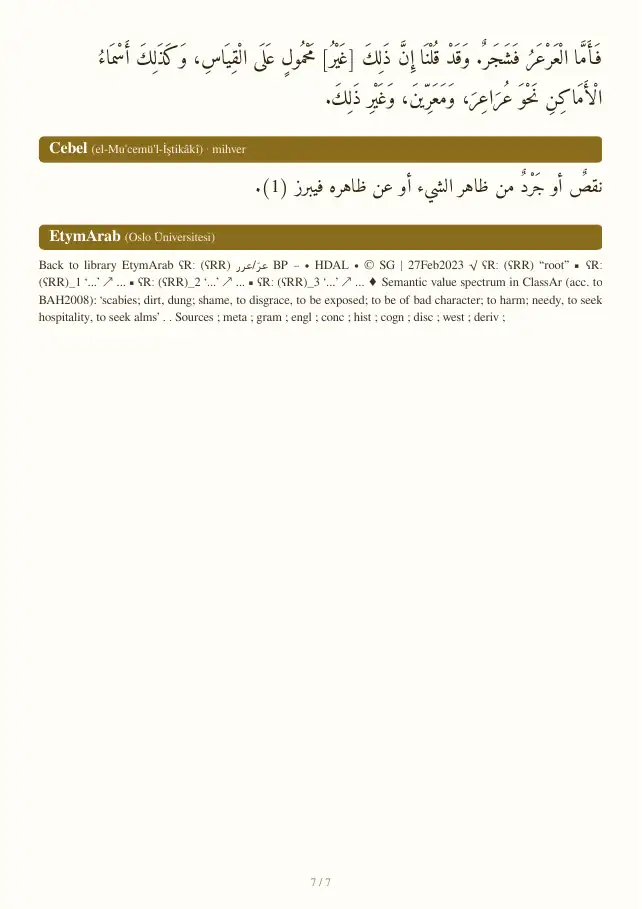 فَأَمَّا الْعَرْعَرُ فَشَجَرٌ. وَقَدْ قُلْنَا إِنَّ ذَلِكَ [غَيْرُ] مَحْمُولٍ عَلَى الْقِيَاسِ، وَكَذَلِكَ أَسْمَاءُ
الْأَمَاكِنِ نَحْوَ عُرَاعِرَ، وَمَعَرِّينَ، وَغَيْرِ ذَلِكَ.
Cebel (el-Mu'cemü'l-İştikâkî) · mihver
نقصٌ أو جَرْدٌ من ظاهر الشيء أو عن ظاهره فيبرز (1).
EtymArab (Oslo Üniversitesi)
Back to library EtymArab ʕR: (ʕRR) عرّ/عرر BP – • HDAL • © SG | 27Feb2023 √ ʕR: (ʕRR) “root” ▪ ʕR:
(ʕRR)_1 ‘...’ ↗ ... ▪ ʕR: (ʕRR)_2 ‘...’ ↗ ... ▪ ʕR: (ʕRR)_3 ‘...’ ↗ ... ♦ Semantic value spectrum in ClassAr (acc. to
BAH2008): ‘scabies; dirt, dung; shame, to disgrace, to be exposed; to be of bad character; to harm; needy, to seek
hospitality, to seek alms’ . . Sources ; meta ; gram ; engl ; conc ; hist ; cogn ; disc ; west ; deriv ;
7 / 7